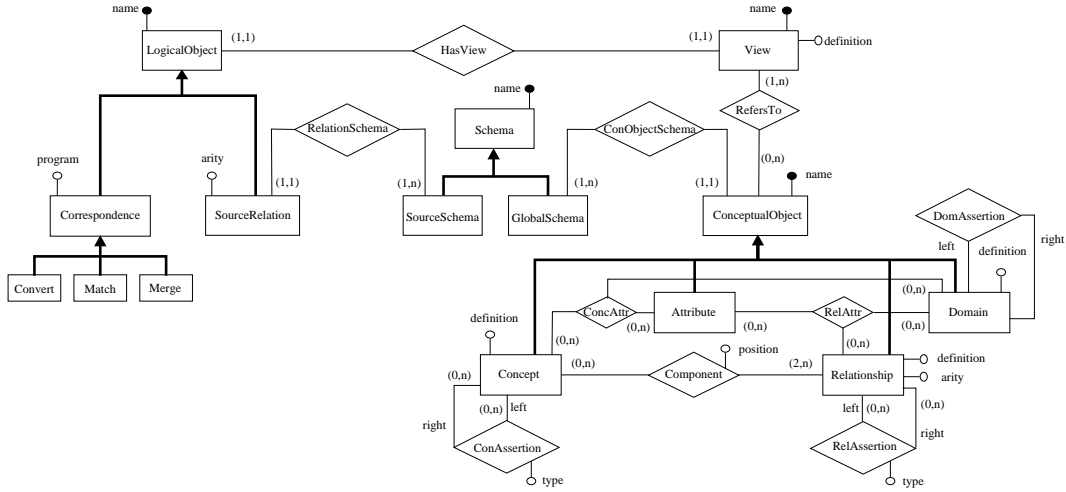 name
name
LogicalObject
(1,1)
HasView
(1,1)
View
definition
(1,n)
name
RefersTo
RelationSchema
Schema
ConObjectSchema
program
arity
(0,n)
name
(1,1)
(1,n)
(1,n)
(1,1)
Correspondence
SourceRelation
SourceSchema
GlobalSchema
ConceptualObject
DomAssertion
left
right
definition
Convert
Match
Merge
(0,n)
ConcAttr
Attribute
RelAttr
Domain
(0,n)
(0,n)
(0,n)
definition
(0,n)
(0,n)
position
(0,n)
(0,n)
Concept
Component
(2,n)
Relationship
definition
arity
(0,n)
left
left
(0,n)
(0,n)
right
right
ConAssertion
RelAssertion
type
type